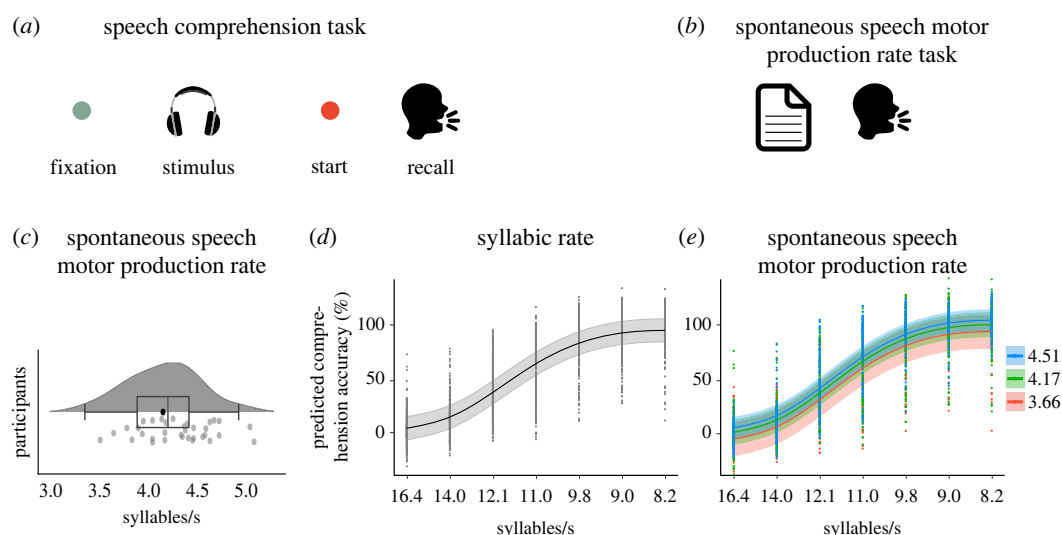 (a) speech comprehension task
fixation stimulus start recall
(b) spontaneous speech motor
production rate task
(c) spontaneous speech
motor production rate
participants
3.0 3.5 4.0 4.5 5.0
syllables/s
(d) syllabic rate
predicted compre-
hension accuracy (%)
100
50
0
16.4 14.0 12.1 11.0 9.8 9.0 8.2
syllables/s
(e) spontaneous speech
motor production rate
100
50
0
16.4 14.0 12.1 11.0 9.8 9.0 8.2
syllables/s
4.51
4.17
3.66